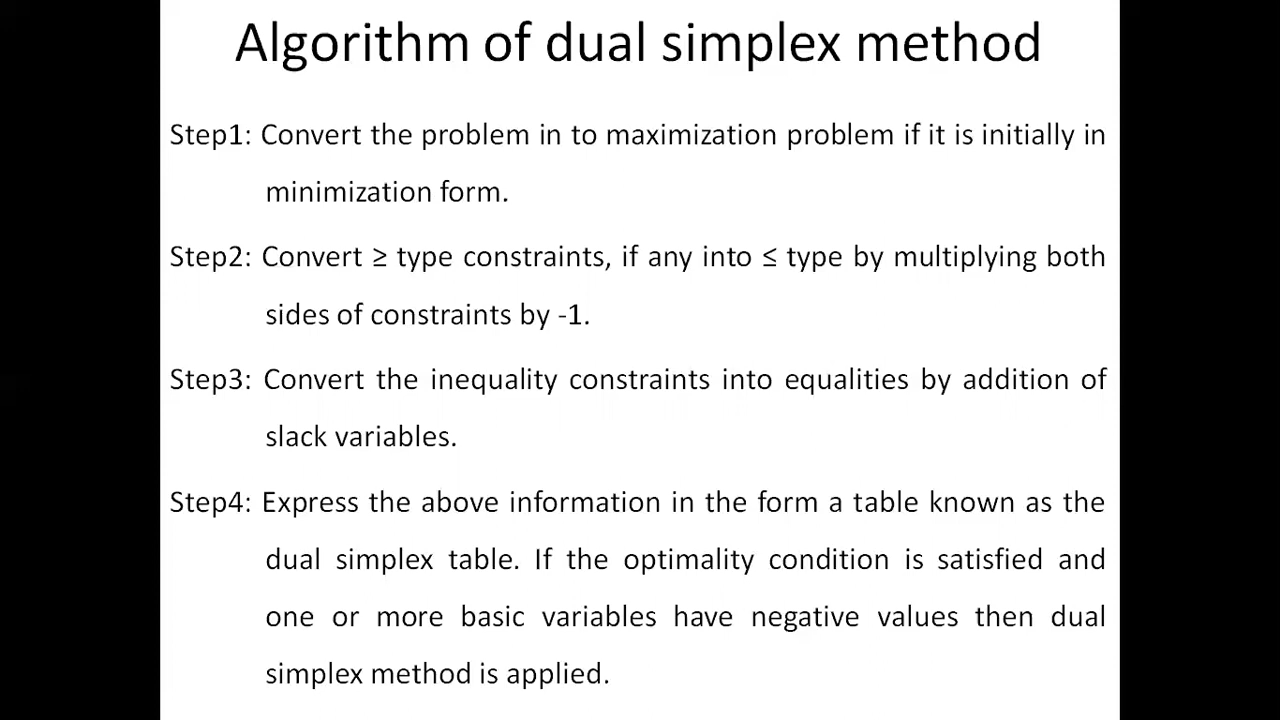 Algorithm of dual simplex method
Step1: Convert the problem in to maximization problem if it is initially in
minimization form.
Step2: Convert ≥ type constraints, if any into ≤ type by multiplying both
sides of constraints by -1.
Step3: Convert the inequality constraints into equalities by addition of
slack variables.
Step4: Express the above information in the form a table known as the
dual simplex table. If the optimality condition is satisfied and
one or more basic variables have negative values then dual
simplex method is applied.